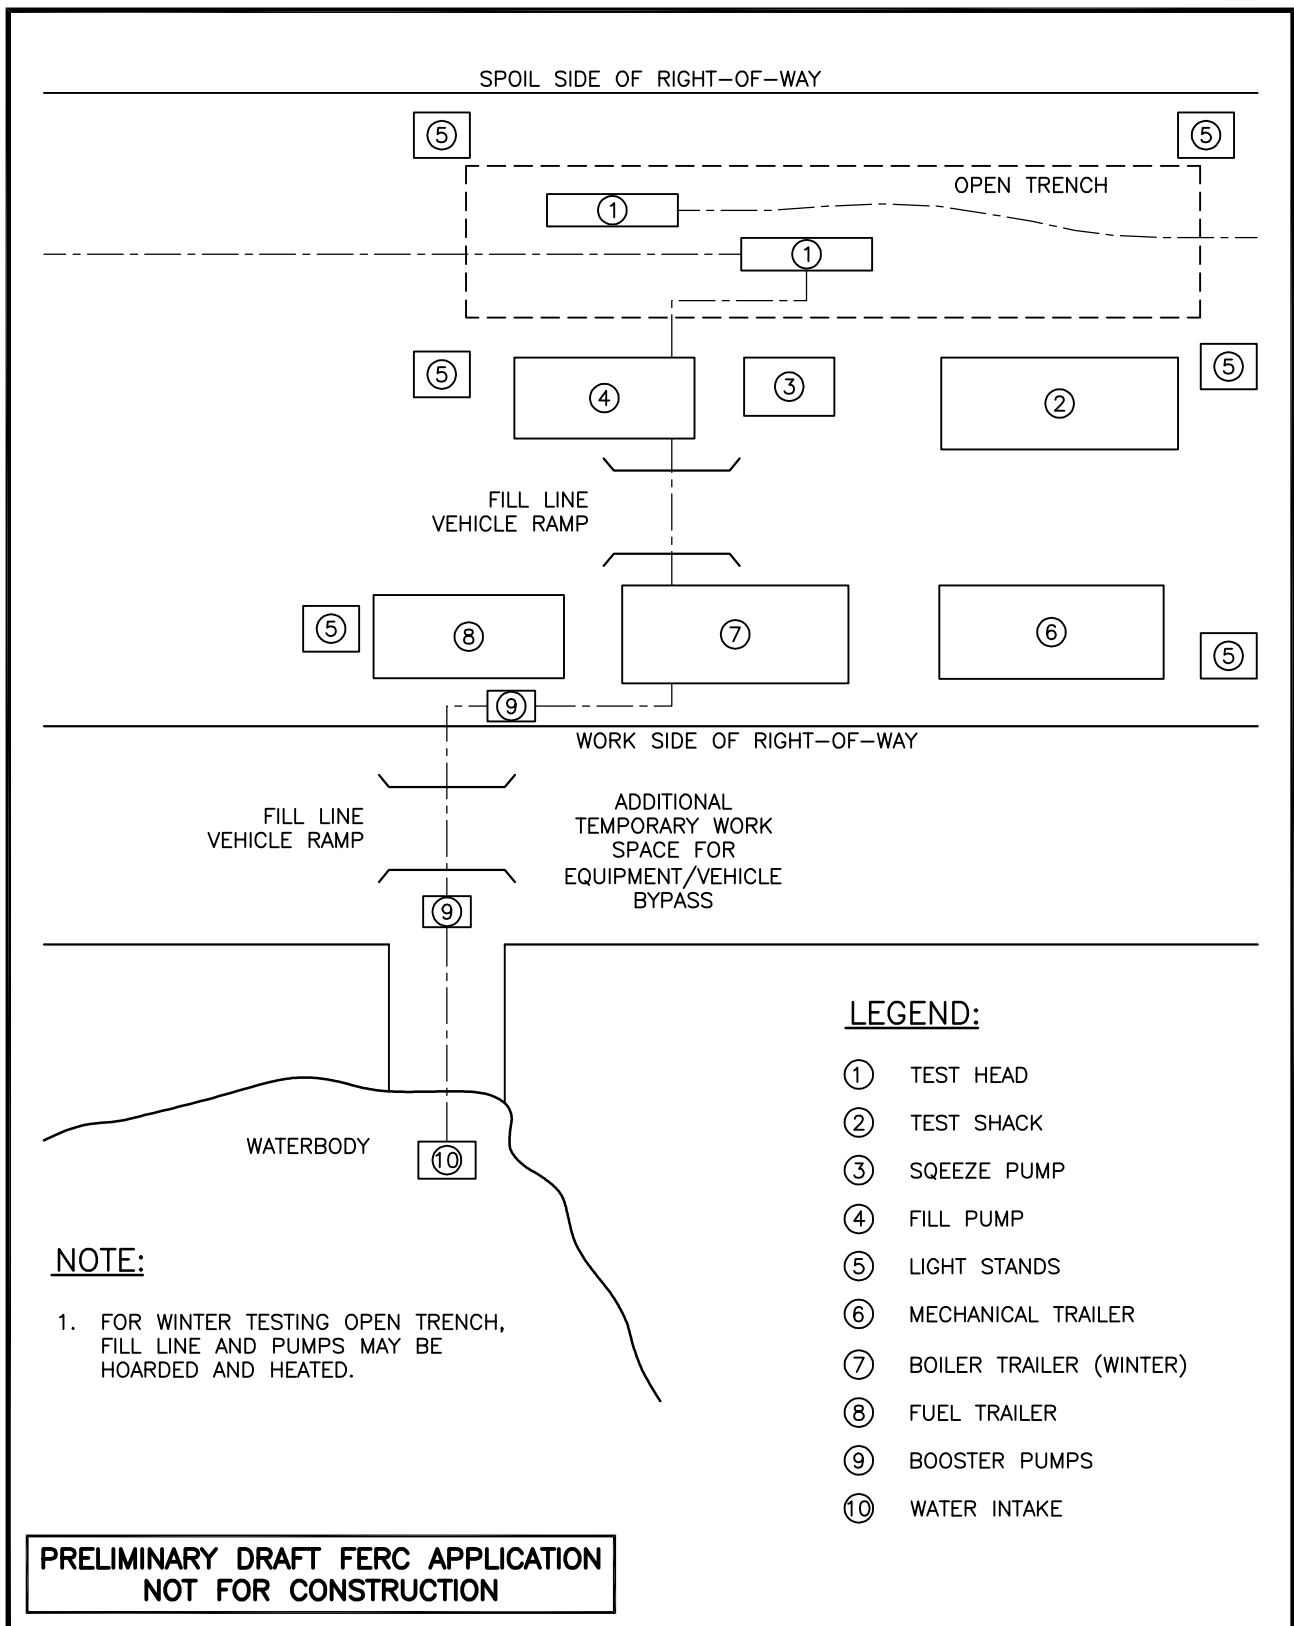 SPOIL SIDE OF RIGHT-OF-WAY
5 5
OPEN TRENCH
1
1
5 4 3 2 5
FILL LINE
VEHICLE RAMP
5 8 7 6 5
9
WORK SIDE OF RIGHT-OF-WAY
FILL LINE
VEHICLE RAMP
ADDITIONAL
TEMPORARY WORK
SPACE FOR
EQUIPMENT/VEHICLE
BYPASS
9
WATERBODY
10
LEGEND:
1 TEST HEAD
2 TEST SHACK
3 SQEEZE PUMP
4 FILL PUMP
5 LIGHT STANDS
6 MECHANICAL TRAILER
7 BOILER TRAILER (WINTER)
8 FUEL TRAILER
9 BOOSTER PUMPS
10 WATER INTAKE
NOTE:
1. FOR WINTER TESTING OPEN TRENCH,
FILL LINE AND PUMPS MAY BE
HOARDED AND HEATED.
PRELIMINARY DRAFT FERC APPLICATION
NOT FOR CONSTRUCTION